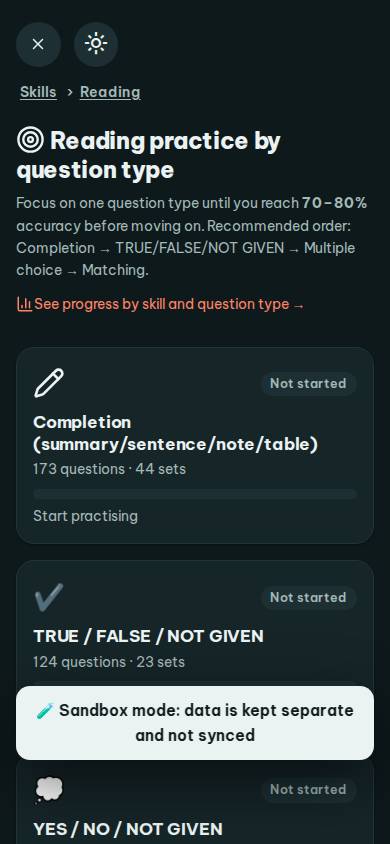 Skills › Reading
Reading practice by
question type
Focus on one question type until you reach 70–80%
accuracy before moving on. Recommended order:
Completion → TRUE/FALSE/NOT GIVEN → Multiple
choice → Matching.
See progress by skill and question type →
Not started
Completion
(summary/sentence/note/table)
173 questions · 44 sets
Start practising
Not started
TRUE / FALSE / NOT GIVEN
124 questions · 23 sets
🧪 Sandbox mode: data is kept separate
and not synced
Not started
YES / NO / NOT GIVEN